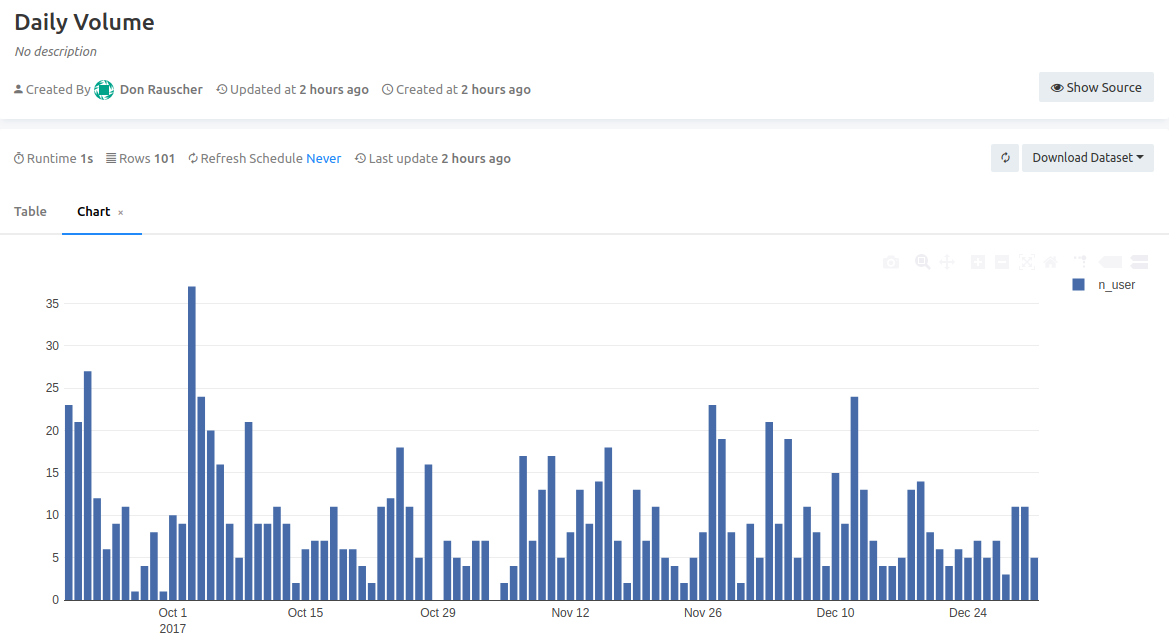 Daily Volume
No description
Created By Don Rauscher Updated at 2 hours ago Created at 2 hours ago
Show Source
Runtime 1s Rows 101 Refresh Schedule Never Last update 2 hours ago
Download Dataset
Table Chart ×
n_user
35
30
25
20
15
10
5
0
Oct 1 Oct 15 Oct 29 Nov 12 Nov 26 Dec 10 Dec 24
2017